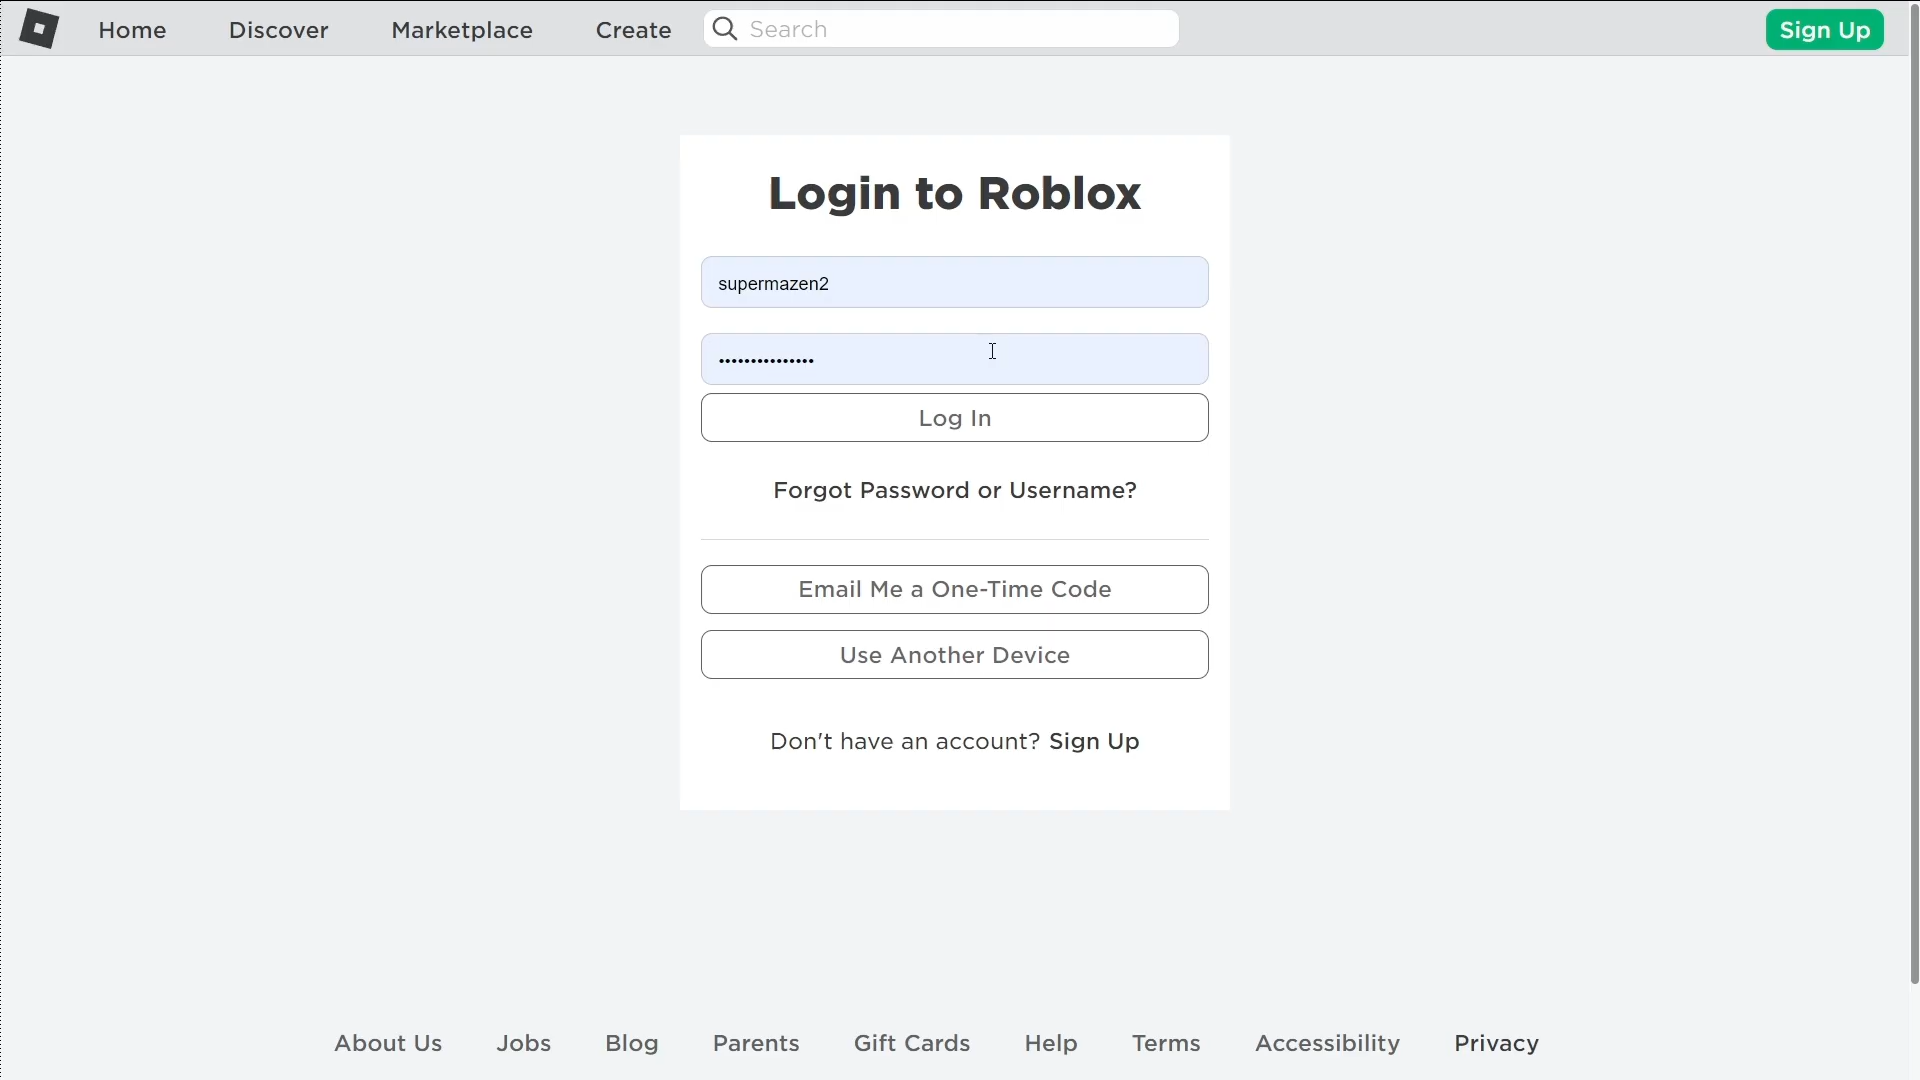 Home Discover Marketplace Create Search Sign Up
Login to Roblox
supermazen2
•••••••••••••••
Log In
Forgot Password or Username?
Email Me a One-Time Code
Use Another Device
Don't have an account? Sign Up
About Us Jobs Blog Parents Gift Cards Help Terms Accessibility Privacy